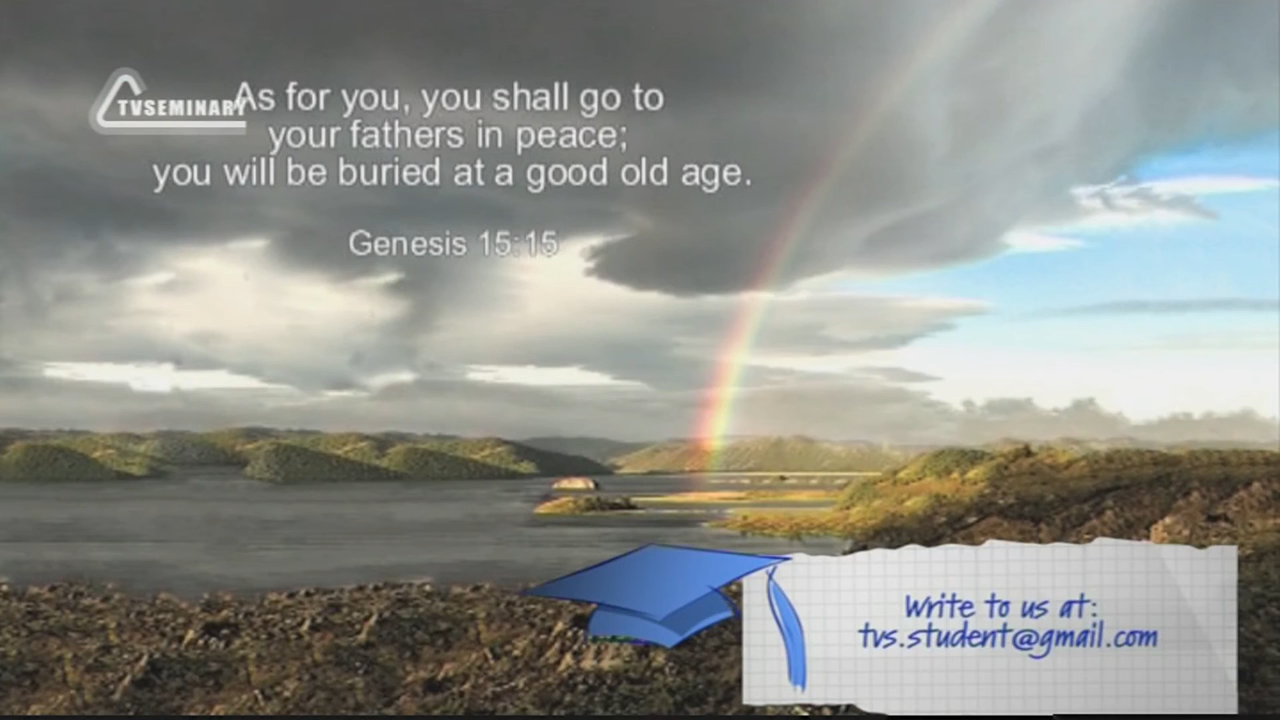 TVSEMINARY
As for you, you shall go to
your fathers in peace;
you will be buried at a good old age.
Genesis 15:15
Write to us at:
tvs.student@gmail.com